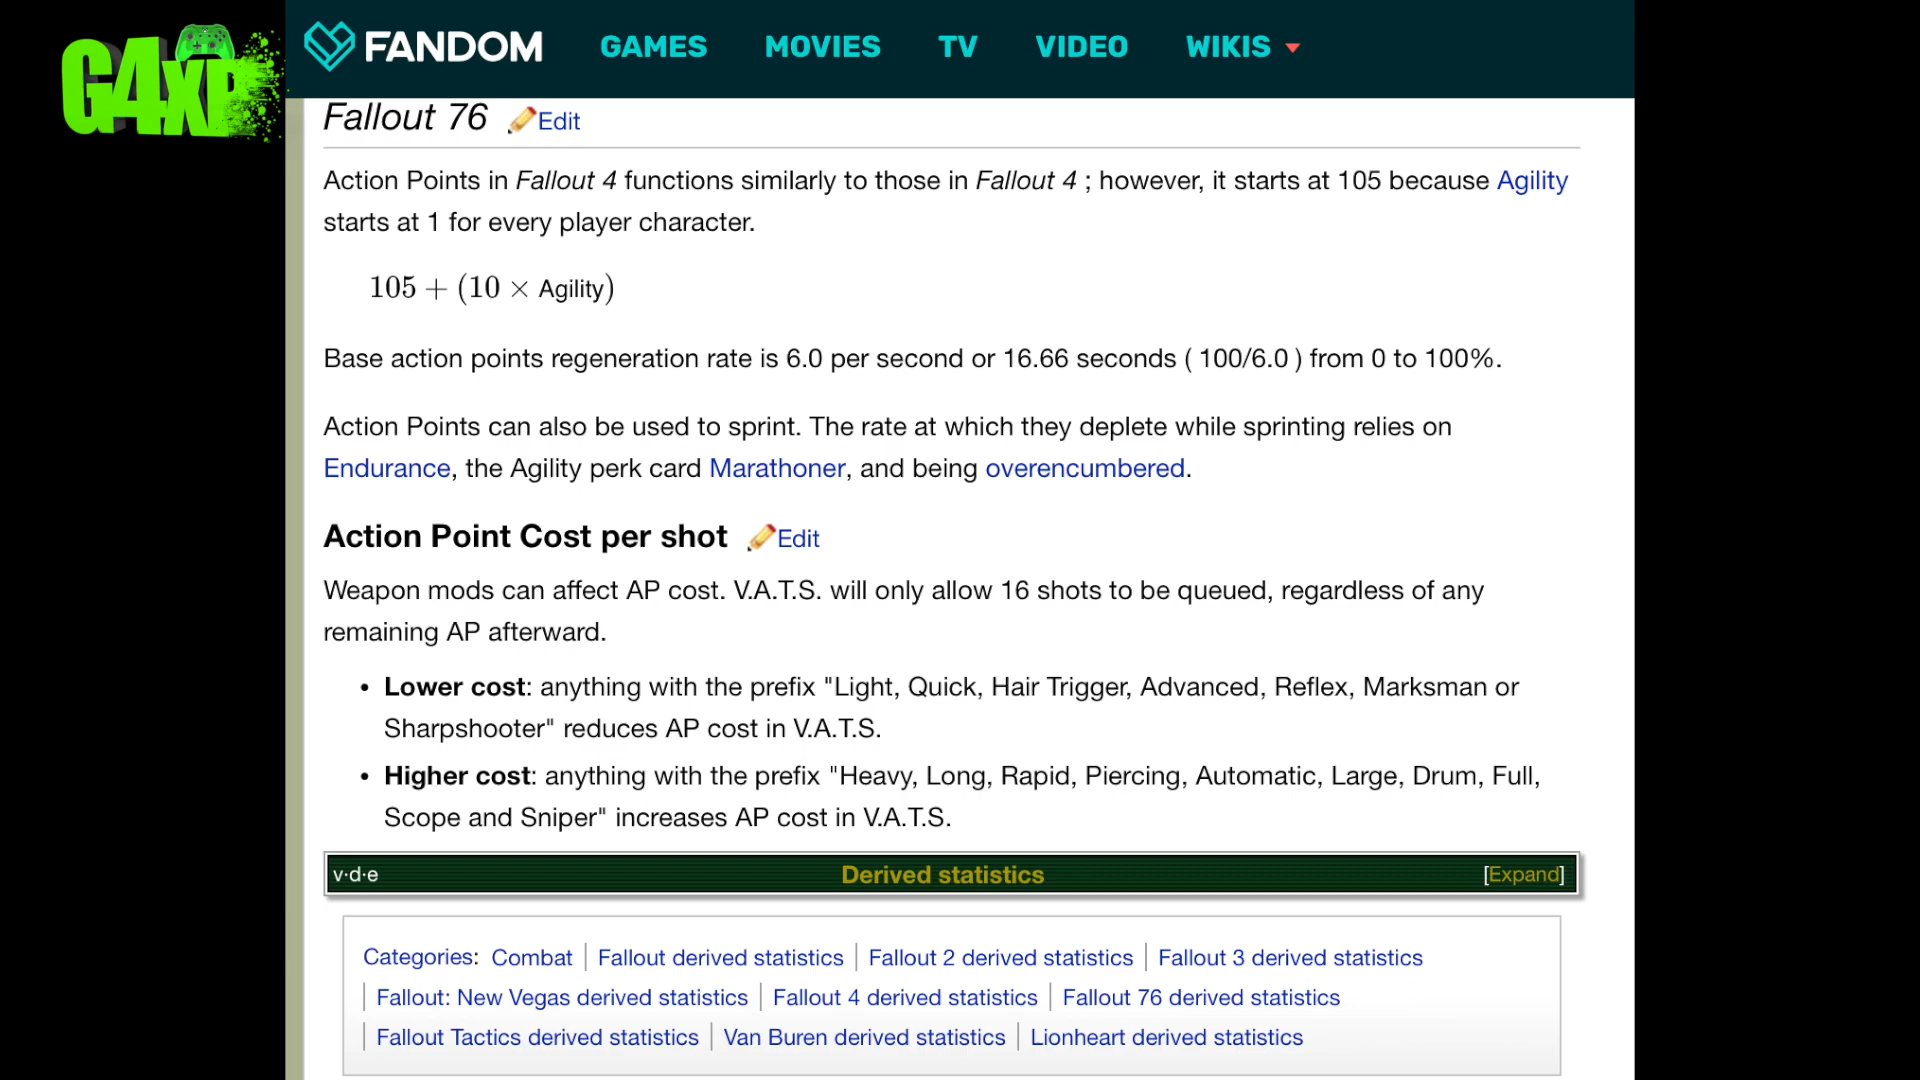 G4XP
FANDOM GAMES MOVIES TV VIDEO WIKIS
Fallout 76 Edit
Action Points in Fallout 4 functions similarly to those in Fallout 4 ; however, it starts at 105 because Agility
starts at 1 for every player character.
105 + (10 × Agility)
Base action points regeneration rate is 6.0 per second or 16.66 seconds ( 100/6.0 ) from 0 to 100%.
Action Points can also be used to sprint. The rate at which they deplete while sprinting relies on
Endurance, the Agility perk card Marathoner, and being overencumbered.
Action Point Cost per shot Edit
Weapon mods can affect AP cost. V.A.T.S. will only allow 16 shots to be queued, regardless of any
remaining AP afterward.
• Lower cost: anything with the prefix "Light, Quick, Hair Trigger, Advanced, Reflex, Marksman or
Sharpshooter" reduces AP cost in V.A.T.S.
• Higher cost: anything with the prefix "Heavy, Long, Rapid, Piercing, Automatic, Large, Drum, Full,
Scope and Sniper" increases AP cost in V.A.T.S.
v·d·e Derived statistics [Expand]
Categories: Combat | Fallout derived statistics | Fallout 2 derived statistics | Fallout 3 derived statistics
| Fallout: New Vegas derived statistics | Fallout 4 derived statistics | Fallout 76 derived statistics
| Fallout Tactics derived statistics | Van Buren derived statistics | Lionheart derived statistics